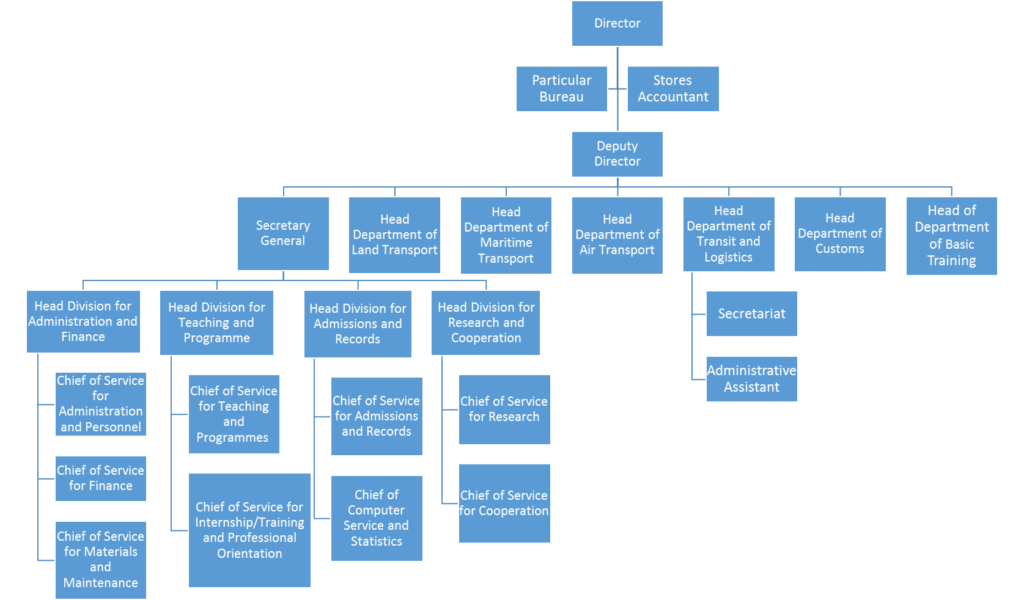 Director
Particular
Bureau
Stores
Accountant
Deputy
Director
Secretary
General
Head
Department of
Land Transport
Head
Department of
Maritime
Transport
Head
Department of
Air Transport
Head
Department of
Transit and
Logistics
Head
Department of
Customs
Head of
Department
of Basic
Training
Secretariat
Administrative
Assistant
Head Division for
Administration and
Finance
Head Division for
Teaching and
Programme
Head Division for
Admissions and
Records
Head Division for
Research and
Cooperation
Chief of Service
for
Administration
and Personnel
Chief of Service
for Finance
Chief of Service
for Materials
and
Maintenance
Chief of Service
for Teaching
and
Programmes
Chief of Service for
Internship/Training
and Professional
Orientation
Chief of Service
for Admissions
and Records
Chief of
Computer
Service and
Statistics
Chief of Service
for Research
Chief of Service
for Cooperation